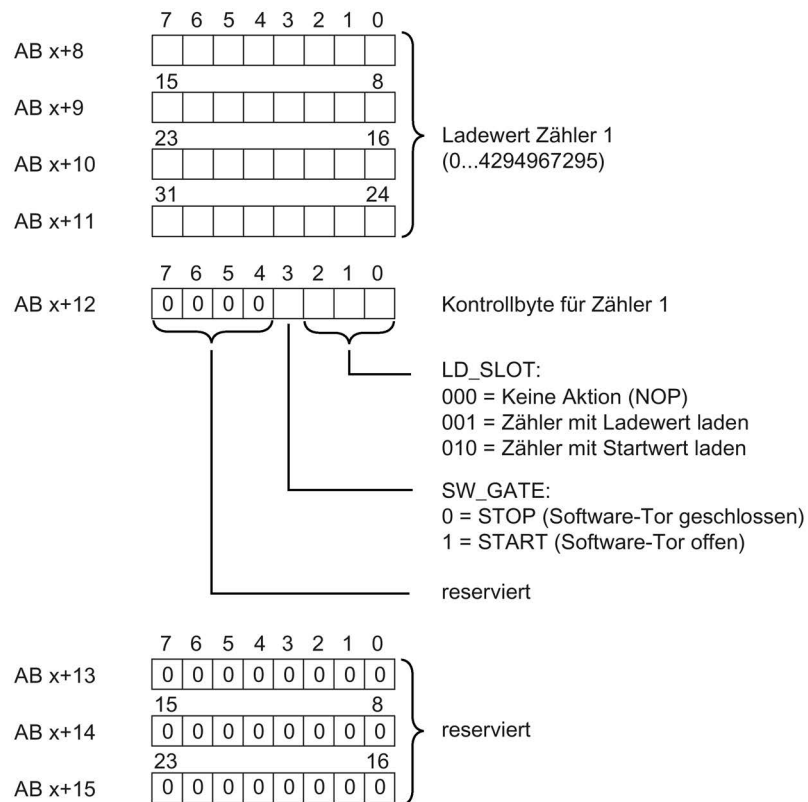 7 6 5 4 3 2 1 0
AB x+8
15 8
AB x+9
Ladewert Zähler 1
(0...4294967295)
23 16
AB x+10
31 24
AB x+11
7 6 5 4 3 2 1 0
AB x+12 0 0 0 0 Kontrollbyte für Zähler 1
LD_SLOT:
000 = Keine Aktion (NOP)
001 = Zähler mit Ladewert laden
010 = Zähler mit Startwert laden
SW_GATE:
0 = STOP (Software-Tor geschlossen)
1 = START (Software-Tor offen)
reserviert
7 6 5 4 3 2 1 0
AB x+13 0 0 0 0 0 0 0 0
15 8
AB x+14 0 0 0 0 0 0 0 0 reserviert
23 16
AB x+15 0 0 0 0 0 0 0 0